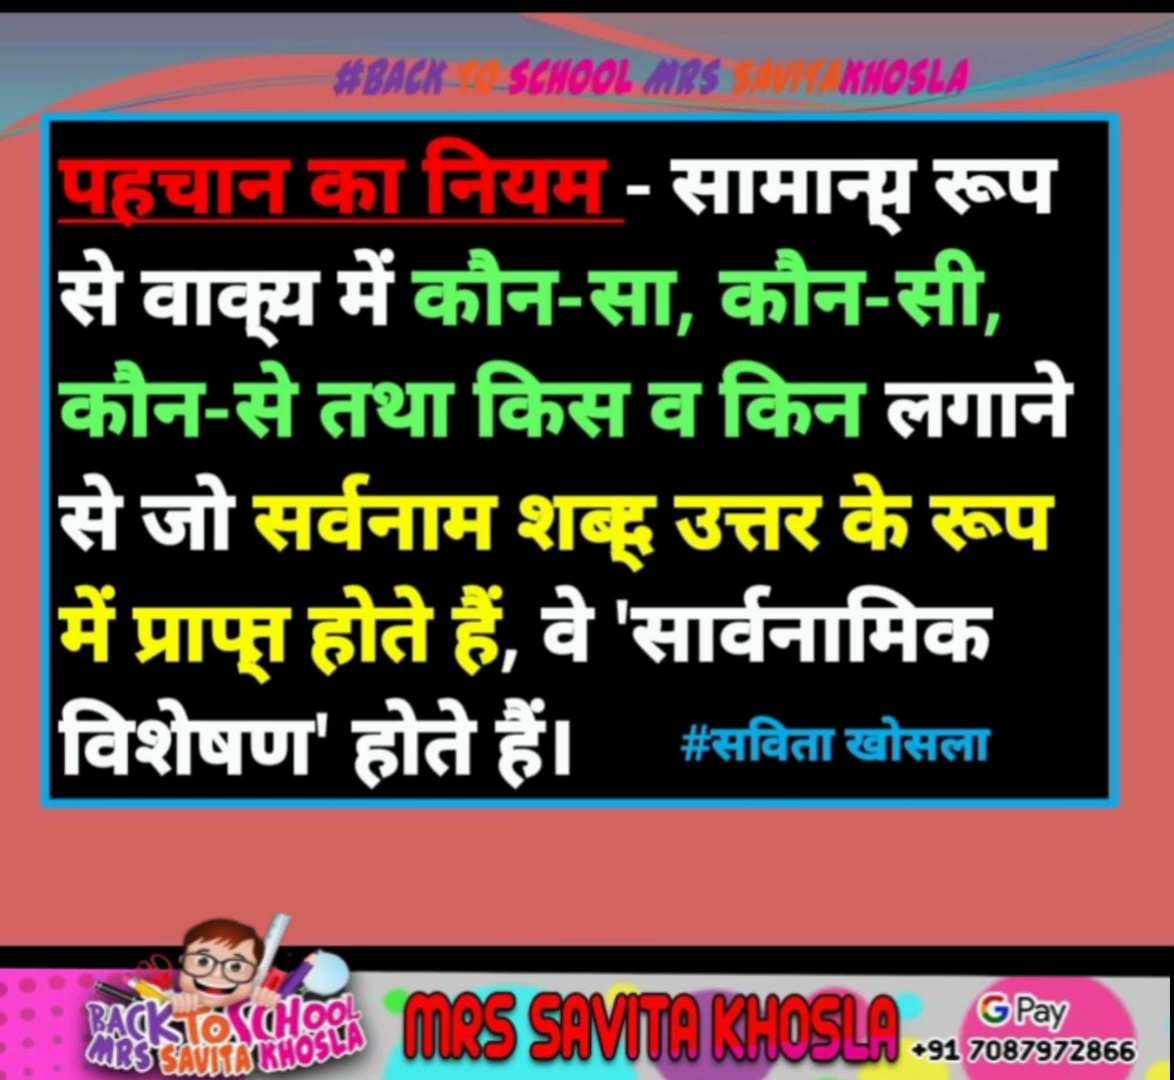 #BACK TO SCHOOL MRS SAVITAKHOSLA
पहचान का नियम - सामान्य रूप
से वाक्य में कौन-सा, कौन-सी,
कौन-से तथा किस व किन लगाने
से जो सर्वनाम शब्द उत्तर के रूप
में प्राप्त होते हैं, वे 'सार्वनामिक
विशेषण' होते हैं।
#सविता खोसला
BACK TO SCHOOL
MRS SAVITA KHOSLA
MRS SAVITA KHOSLA
G Pay
+91 7087972866